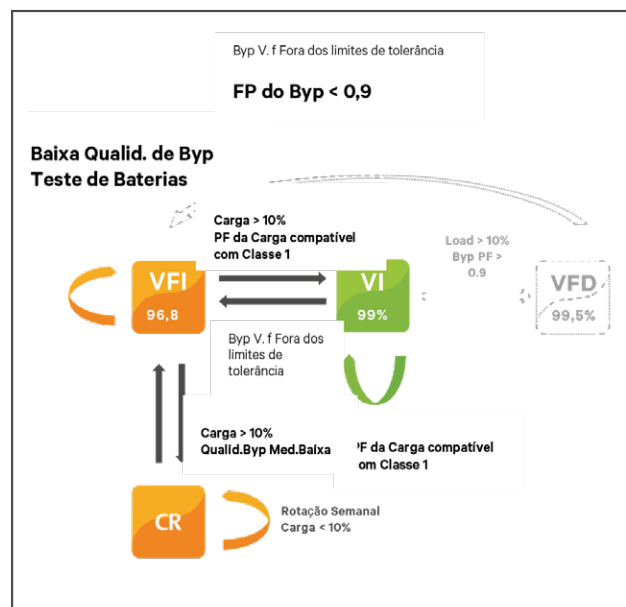 Byp V. f Fora dos limites de tolerância
FP do Byp < 0,9
Baixa Qualid. de Byp
Teste de Baterias
Carga > 10%
PF da Carga compatível
com Classe 1
Load > 10%
Byp PF >
0.9
VFI
96,8
VI
99%
VFD
99,5%
Byp V. f Fora dos
limites de
tolerância
Carga > 10%
Qualid.Byp Med.Baixa
PF da Carga compatível
com Classe 1
CR
Rotação Semanal
Carga < 10%